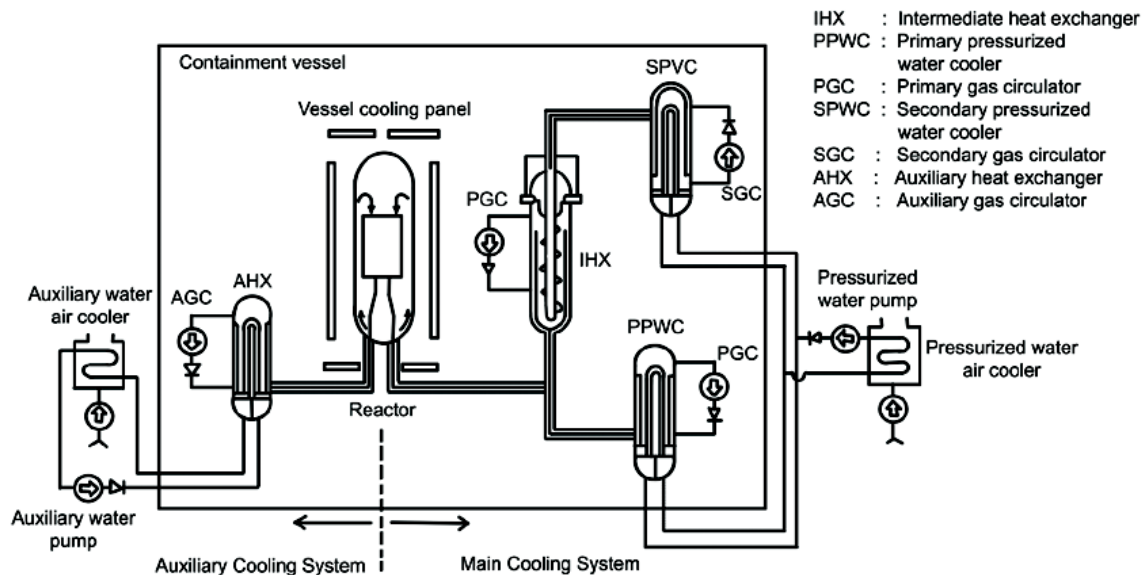 IHX : Intermediate heat exchanger
PPWC : Primary pressurized
water cooler
PGC : Primary gas circulator
SPWC : Secondary pressurized
water cooler
SGC : Secondary gas circulator
AHX : Auxiliary heat exchanger
AGC : Auxiliary gas circulator
Containment vessel
SPVC
Vessel cooling panel
PGC
SGC
IHX
AHX
AGC
Auxiliary water
air cooler
Pressurized
water pump
PPWC
PGC
Pressurized water
air cooler
Reactor
Auxiliary water
pump
Auxiliary Cooling System
Main Cooling System